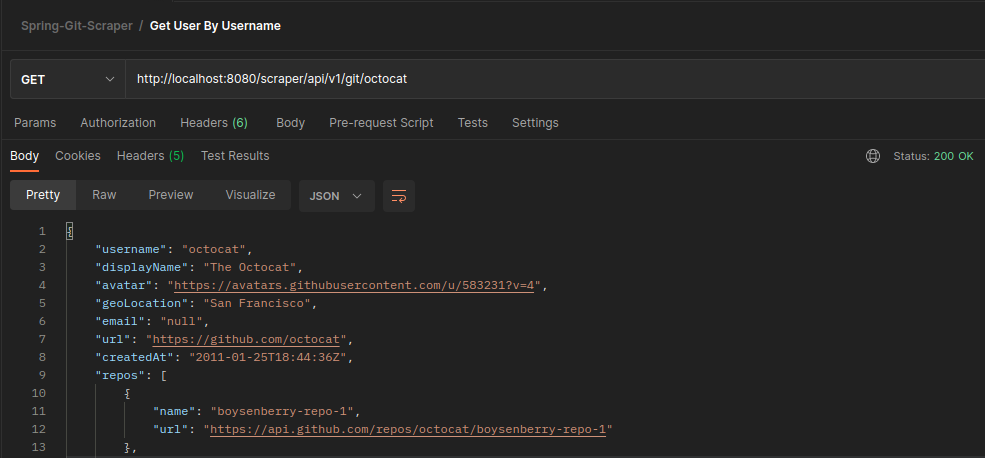 Spring-Git-Scraper / Get User By Username
GET http://localhost:8080/scraper/api/v1/git/octocat
Params Authorization Headers (6) Body Pre-request Script Tests Settings
Body Cookies Headers (5) Test Results Status: 200 OK
Pretty Raw Preview Visualize JSON
1 {
2 "username": "octocat",
3 "displayName": "The Octocat",
4 "avatar": "https://avatars.githubusercontent.com/u/583231?v=4",
5 "geoLocation": "San Francisco",
6 "email": "null",
7 "url": "https://github.com/octocat",
8 "createdAt": "2011-01-25T18:44:36Z",
9 "repos": [
10 {
11 "name": "boysenberry-repo-1",
12 "url": "https://api.github.com/repos/octocat/boysenberry-repo-1"
13 },